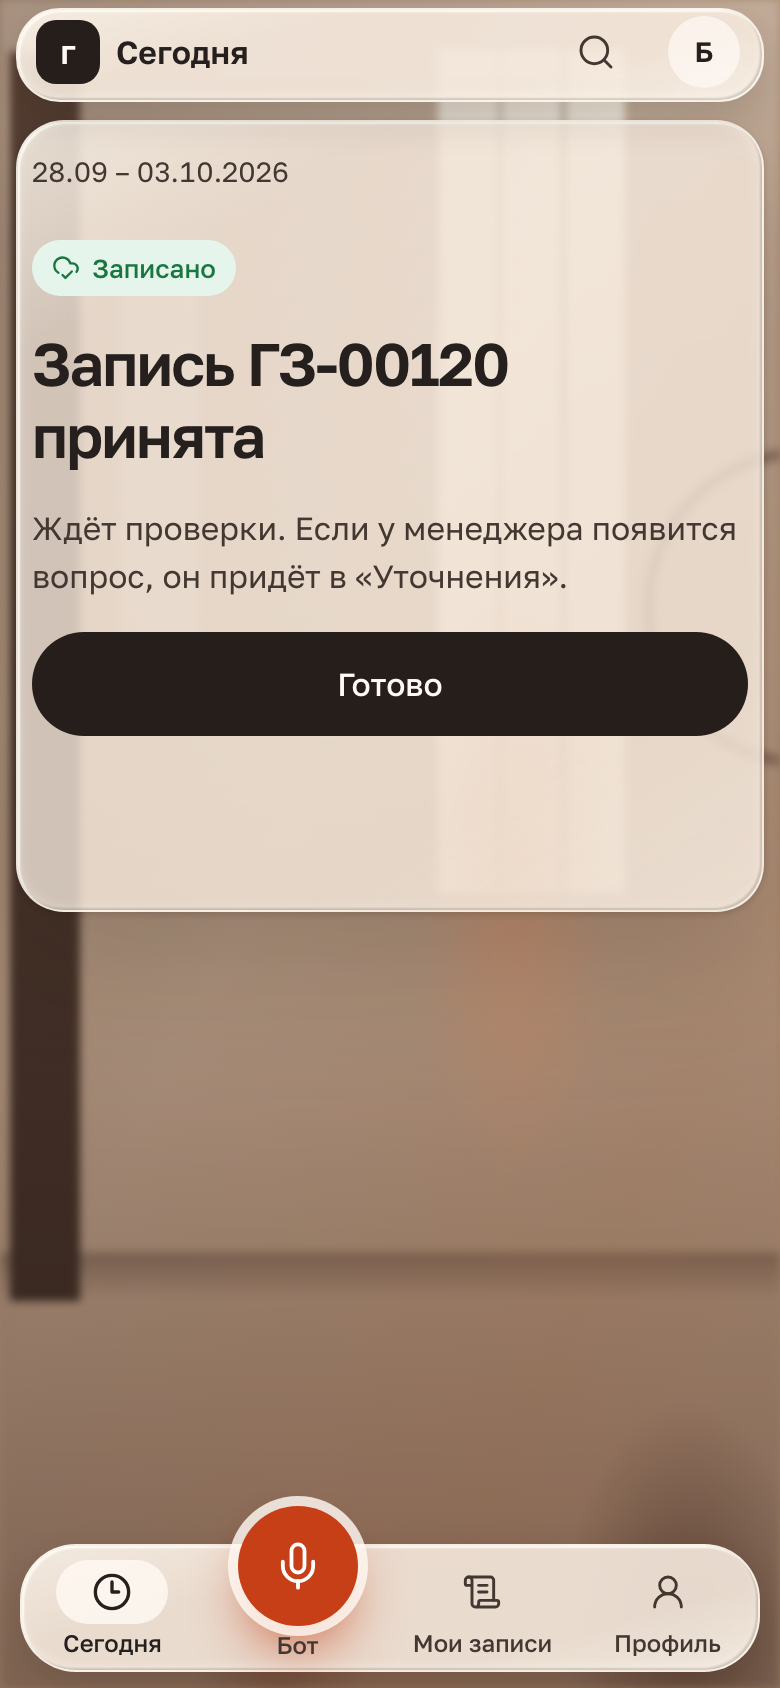 г Сегодня Б
28.09 – 03.10.2026
Записано
Запись ГЗ-00120
принята
Ждёт проверки. Если у менеджера появится
вопрос, он придёт в «Уточнения».
Готово
Сегодня Бот Мои записи Профиль